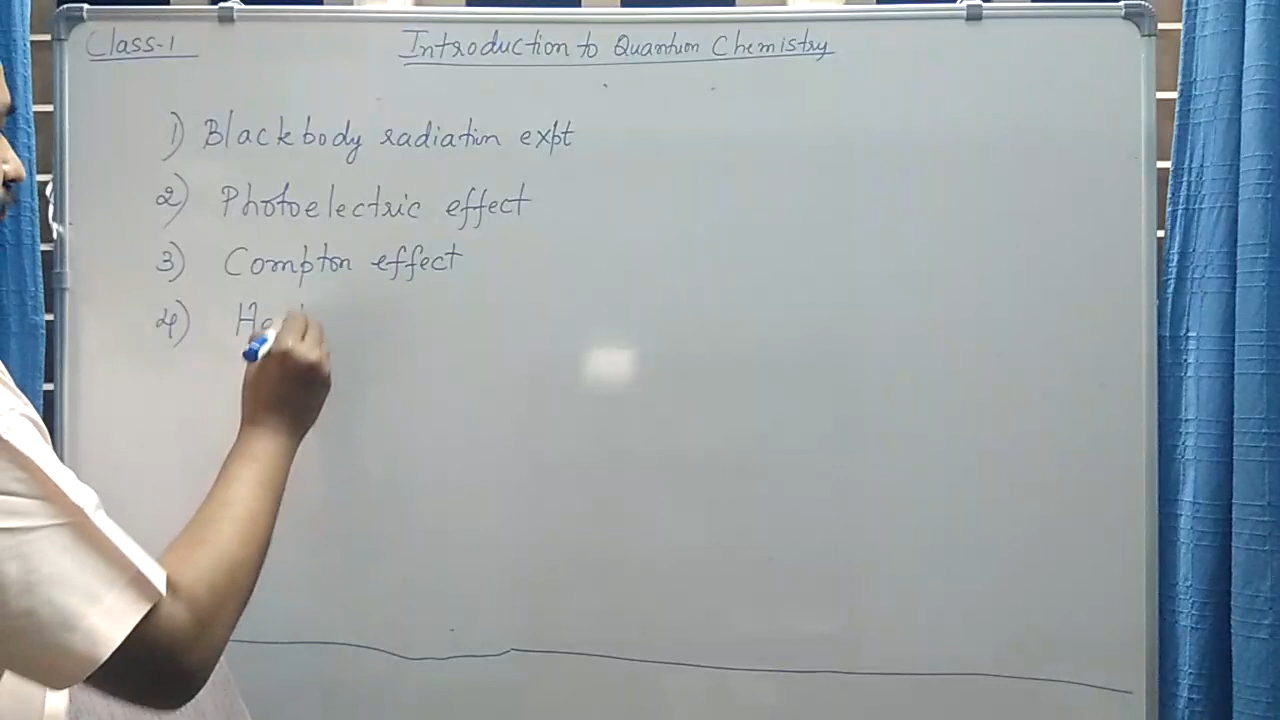 Class-1
Introduction to Quantum Chemistry
1) Blackbody radiation expt
2) Photoelectric effect
3) Compton effect
4)